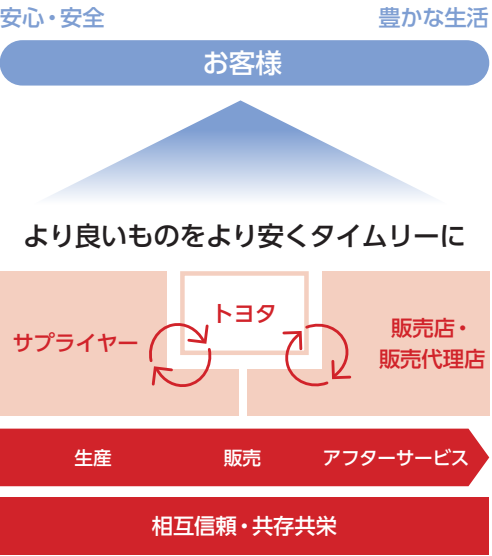 安心・安全
豊かな生活
お客様
より良いものをより安くタイムリーに
トヨタ
サプライヤー
販売店・
販売代理店
生産
販売
アフターサービス
相互信頼・共存共栄